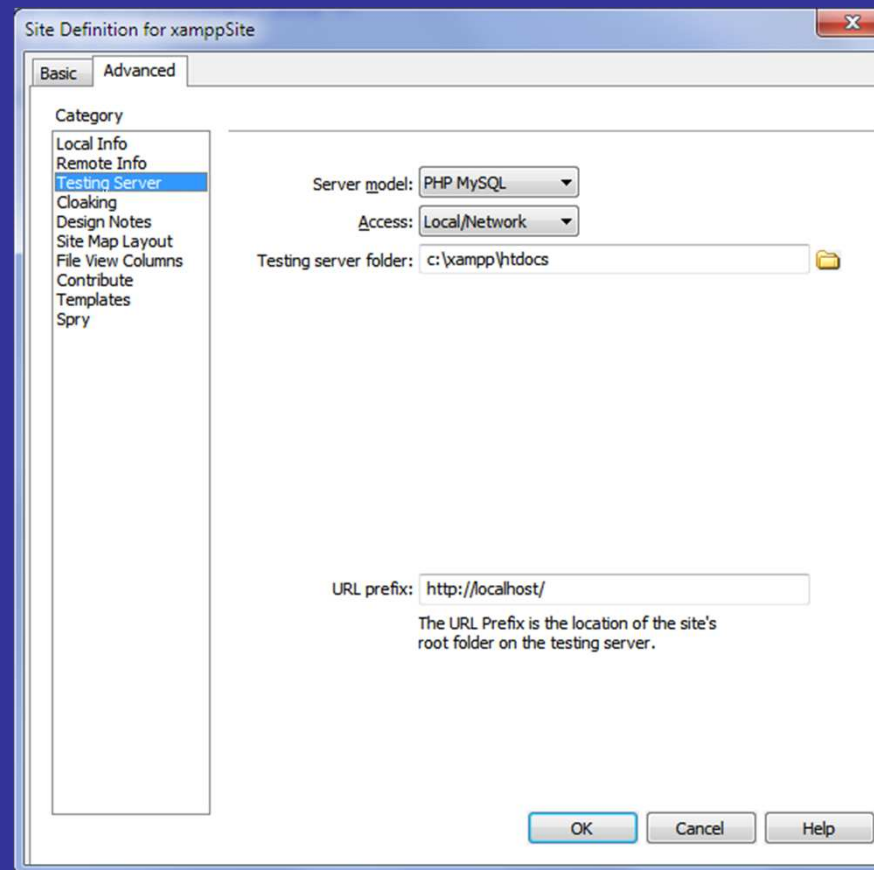 Site Definition for xamppSite
Basic
Advanced
Category
Local Info
Remote Info
Testing Server
Cloaking
Design Notes
Site Map Layout
File View Columns
Contribute
Templates
Spry
Server model: PHP MySQL
Access: Local/Network
Testing server folder: c:\xampp\htdocs
URL prefix: http://localhost/
The URL Prefix is the location of the site's
root folder on the testing server.
OK Cancel Help